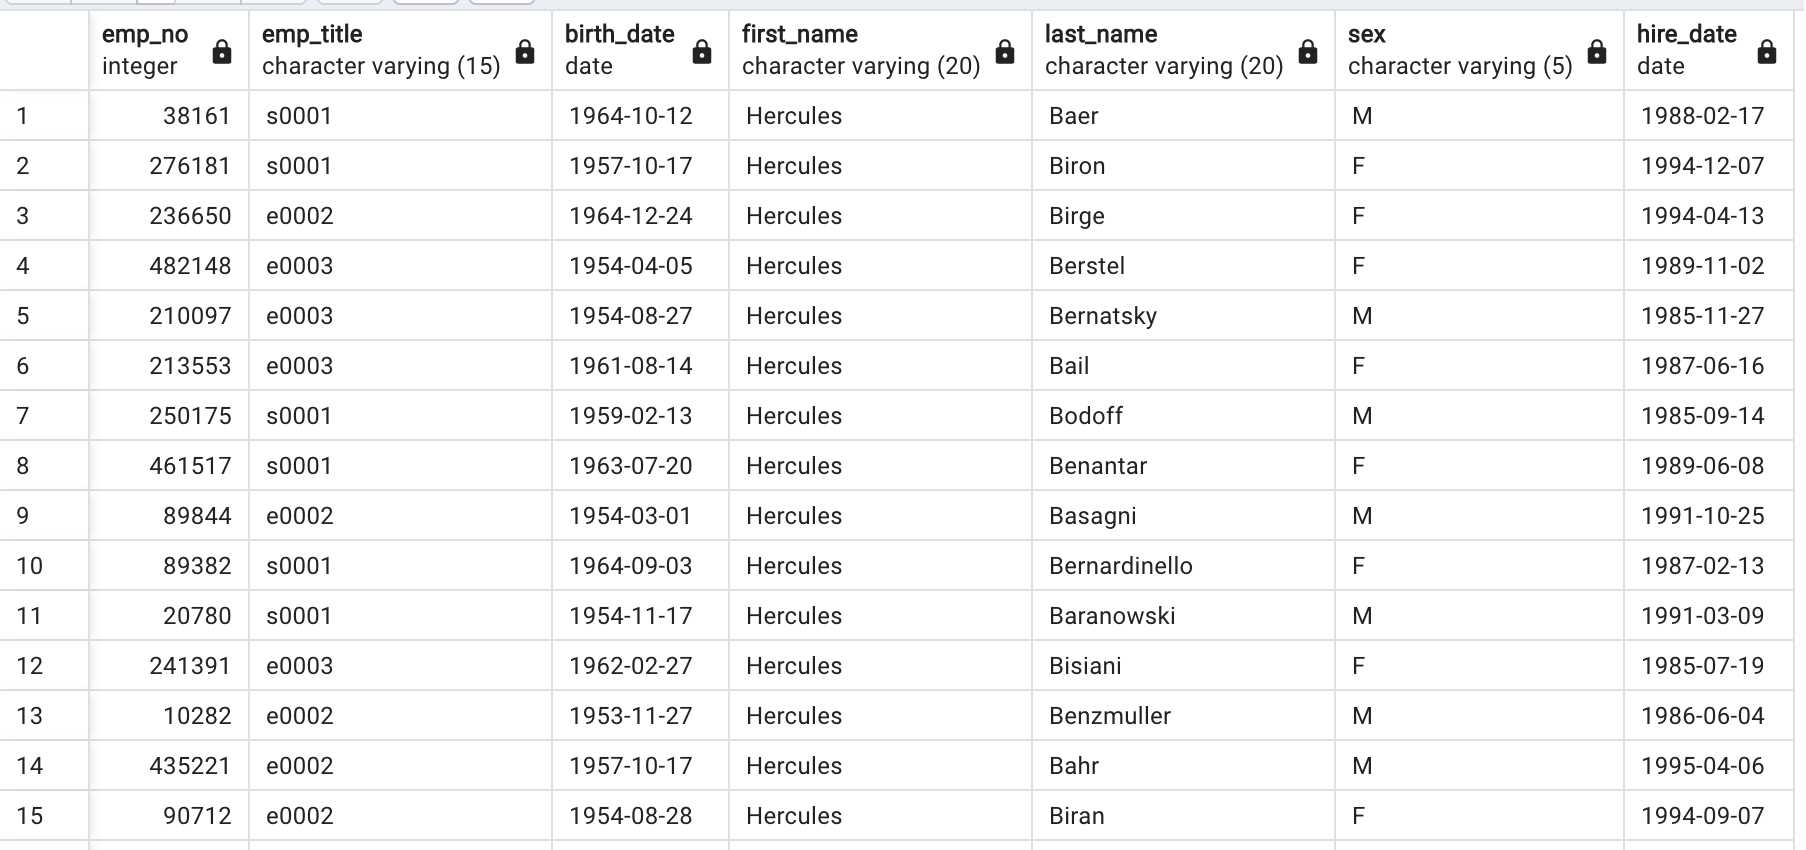 emp_no integer emp_title character varying (15) birth_date date first_name character varying (20) last_name character varying (20) sex character varying (5) hire_date date
1 38161 s0001 1964-10-12 Hercules Baer M 1988-02-17
2 276181 s0001 1957-10-17 Hercules Biron F 1994-12-07
3 236650 e0002 1964-12-24 Hercules Birge F 1994-04-13
4 482148 e0003 1954-04-05 Hercules Berstel F 1989-11-02
5 210097 e0003 1954-08-27 Hercules Bernatsky M 1985-11-27
6 213553 e0003 1961-08-14 Hercules Bail F 1987-06-16
7 250175 s0001 1959-02-13 Hercules Bodoff M 1985-09-14
8 461517 s0001 1963-07-20 Hercules Benantar F 1989-06-08
9 89844 e0002 1954-03-01 Hercules Basagni M 1991-10-25
10 89382 s0001 1964-09-03 Hercules Bernardinello F 1987-02-13
11 20780 s0001 1954-11-17 Hercules Baranowski M 1991-03-09
12 241391 e0003 1962-02-27 Hercules Bisiani F 1985-07-19
13 10282 e0002 1953-11-27 Hercules Benzmuller M 1986-06-04
14 435221 e0002 1957-10-17 Hercules Bahr M 1995-04-06
15 90712 e0002 1954-08-28 Hercules Biran F 1994-09-07